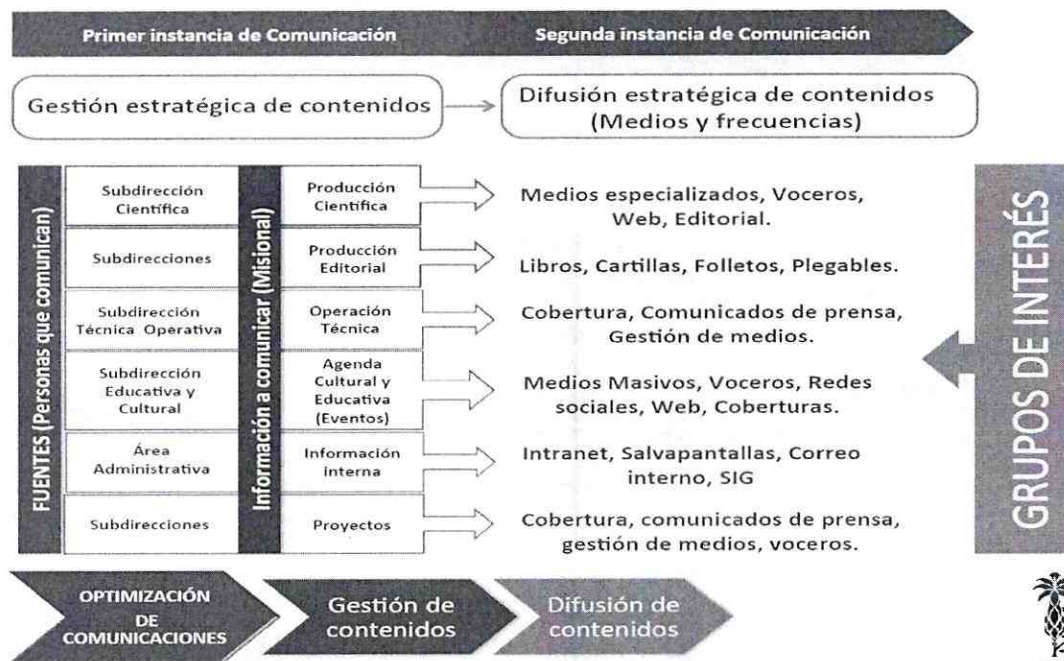 Primer instancia de Comunicación
Segunda instancia de Comunicación
Gestión estratégica de contenidos
Difusión estratégica de contenidos
(Medios y frecuencias)
FUENTES (Personas que comunican)
Subdirección
Científica
Subdirecciones
Subdirección
Técnica Operativa
Subdirección
Educativa y
Cultural
Área
Administrativa
Subdirecciones
Información a comunicar (Misional)
Producción
Científica
Producción
Editorial
Operación
Técnica
Agenda
Cultural y
Educativa
(Eventos)
Información
interna
Proyectos
Medios especializados, Voceros,
Web, Editorial.
Libros, Cartillas, Folletos, Plegables.
Cobertura, Comunicados de prensa,
Gestión de medios.
Medios Masivos, Voceros, Redes
sociales, Web, Coberturas.
Intranet, Salvapantallas, Correo
interno, SIG
Cobertura, comunicados de prensa,
gestión de medios, voceros.
GRUPOS DE INTERÉS
OPTIMIZACIÓN
DE
COMUNICACIONES
Gestión de
contenidos
Difusión de
contenidos